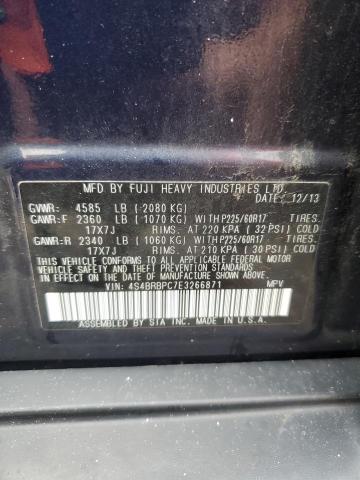 MFD. BY FUJI HEAVY INDUSTRIES LTD.
DATE: 12/13
GVWR: 4585 LB (2080 KG)
GAWR:F 2360 LB (1070 KG) WITH P225/60R17
17X7J RIMS AT 220 KPA (32 PSI) COLD
GAWR:R 2340 LB (1060 KG) WITH P225/60R17
17X7J RIMS AT 210 KPA (30 PSI) COLD
THIS VEHICLE CONFORMS TO ALL APPLICABLE
FEDERAL MOTOR VEHICLE SAFETY, BUMPER, AND
THEFT PREVENTION STANDARDS IN EFFECT ON THE
DATE OF MANUFACTURE SHOWN ABOVE.
VIN: 4S4BRBPC7E3266871 MPV
ASSEMBLED BY SIA INC. MADE IN U.S.A.